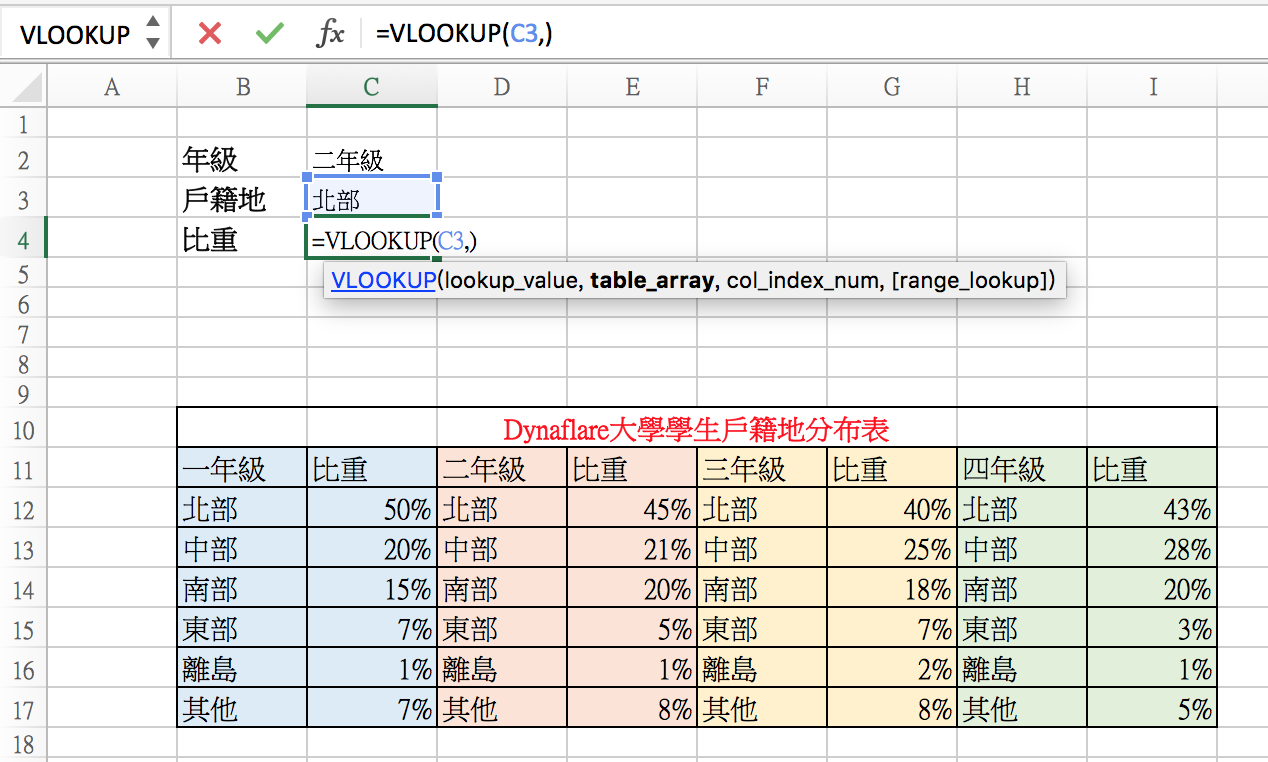 VLOOKUP fx =VLOOKUP(C3,)
A B C D E F G H I
1
2 年級 二年級
3 戶籍地 北部
4 比重 =VLOOKUP(C3,)
5 VLOOKUP(lookup_value, table_array, col_index_num, [range_lookup])
6
7
8
9
10 Dynaflare大學學生戶籍地分布表
11 一年級 比重 二年級 比重 三年級 比重 四年級 比重
12 北部 50% 北部 45% 北部 40% 北部 43%
13 中部 20% 中部 21% 中部 25% 中部 28%
14 南部 15% 南部 20% 南部 18% 南部 20%
15 東部 7% 東部 5% 東部 7% 東部 3%
16 離島 1% 離島 1% 離島 2% 離島 1%
17 其他 7% 其他 8% 其他 8% 其他 5%
18